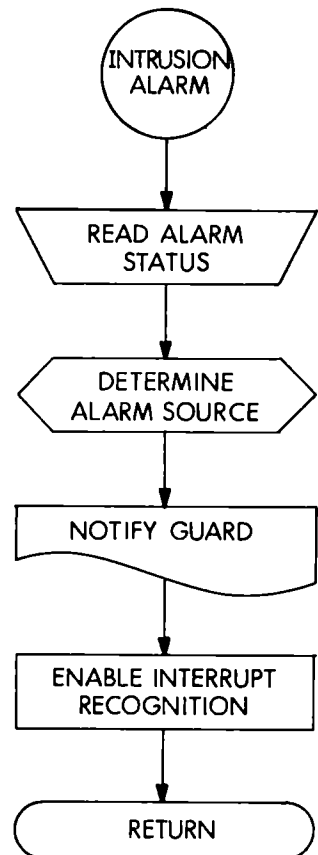 INTRUSION
ALARM
READ ALARM
STATUS
DETERMINE
ALARM SOURCE
NOTIFY GUARD
ENABLE INTERRUPT
RECOGNITION
RETURN